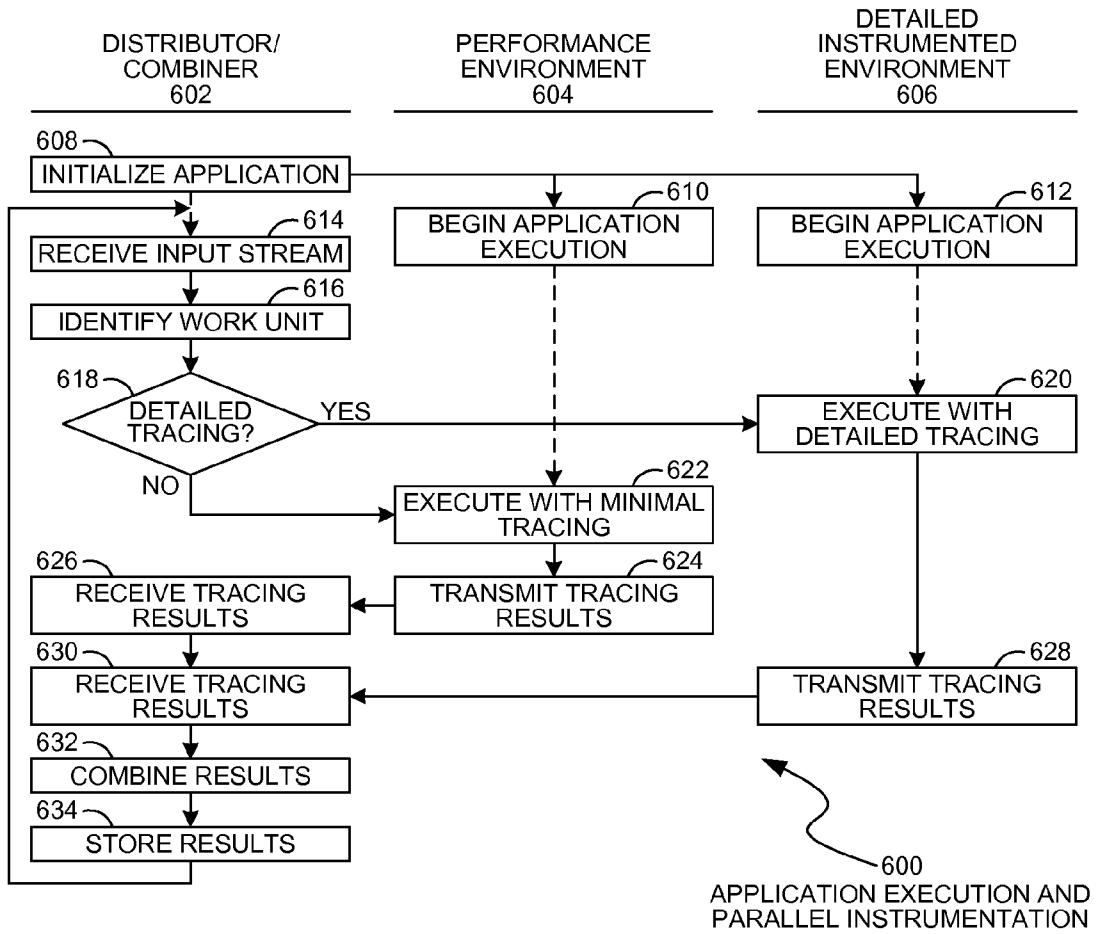 DISTRIBUTOR/
COMBINER
602
PERFORMANCE
ENVIRONMENT
604
DETAILED
INSTRUMENTED
ENVIRONMENT
606
608
INITIALIZE APPLICATION
610
BEGIN APPLICATION
EXECUTION
612
BEGIN APPLICATION
EXECUTION
614
RECEIVE INPUT STREAM
616
IDENTIFY WORK UNIT
618
DETAILED
TRACING?
YES
NO
620
EXECUTE WITH
DETAILED TRACING
622
EXECUTE WITH MINIMAL
TRACING
624
TRANSMIT TRACING
RESULTS
626
RECEIVE TRACING
RESULTS
628
TRANSMIT TRACING
RESULTS
630
RECEIVE TRACING
RESULTS
632
COMBINE RESULTS
634
STORE RESULTS
600
APPLICATION EXECUTION AND
PARALLEL INSTRUMENTATION